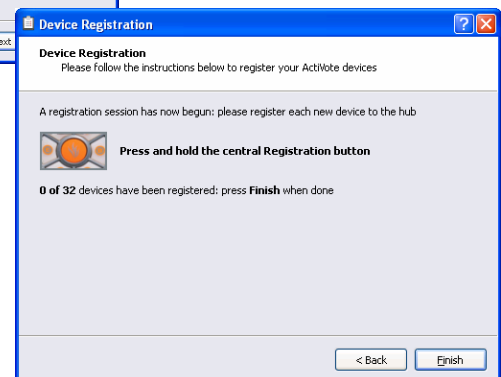 Device Registration
Device Registration
Please follow the instructions below to register your ActiVote devices
A registration session has now begun: please register each new device to the hub
Press and hold the central Registration button
0 of 32 devices have been registered: press Finish when done
< Back
Finish